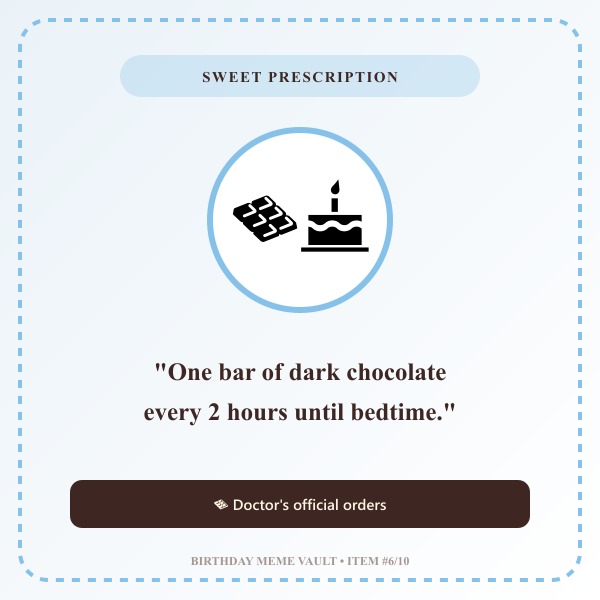 SWEET PRESCRIPTION
"One bar of dark chocolate
every 2 hours until bedtime."
Doctor's official orders
BIRTHDAY MEME VAULT • ITEM #6/10